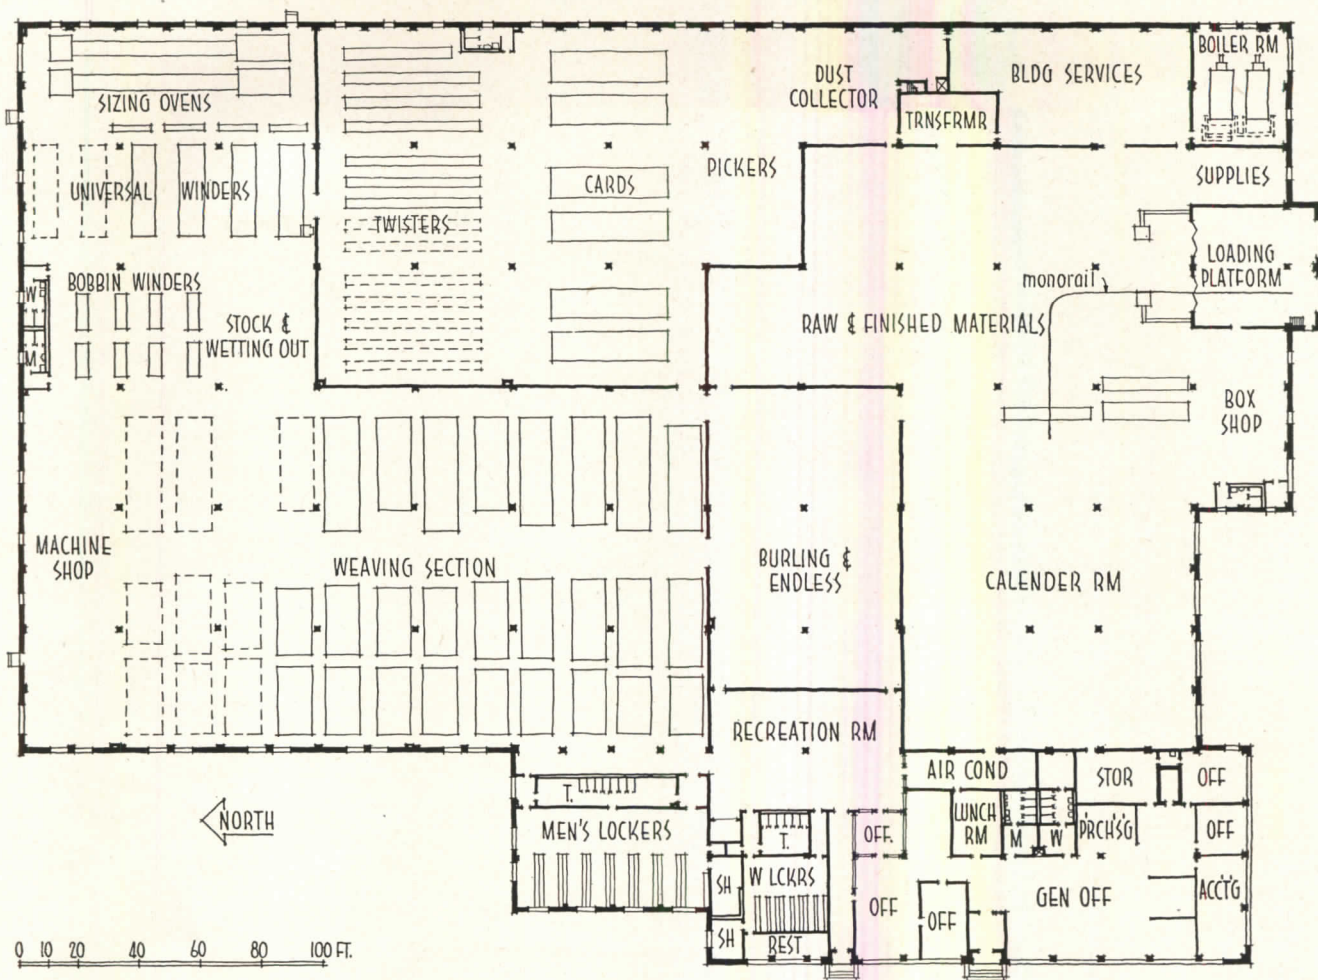 BOILER RM
SIZING OVENS
DUST
COLLECTOR
BLDG SERVICES
TRNSFRMR
UNIVERSAL WINDERS
CARDS
PICKERS
SUPPLIES
TWISTERS
BOBBIN WINDERS
W
M
STOCK &
WETTING OUT
monorail
LOADING
PLATFORM
RAW & FINISHED MATERIALS
BOX
SHOP
MACHINE
SHOP
WEAVING SECTION
BURLING &
ENDLESS
CALENDER RM
RECREATION RM
AIR COND
STOR
OFF
T.
NORTH
MEN'S LOCKERS
T.
OFF.
LUNCH
RM
M
W
PRCH'S'G
OFF
SH
W LCKRS
OFF
OFF
GEN OFF
ACCT'G
SH
REST
0 10 20 40 60 80 100 FT.